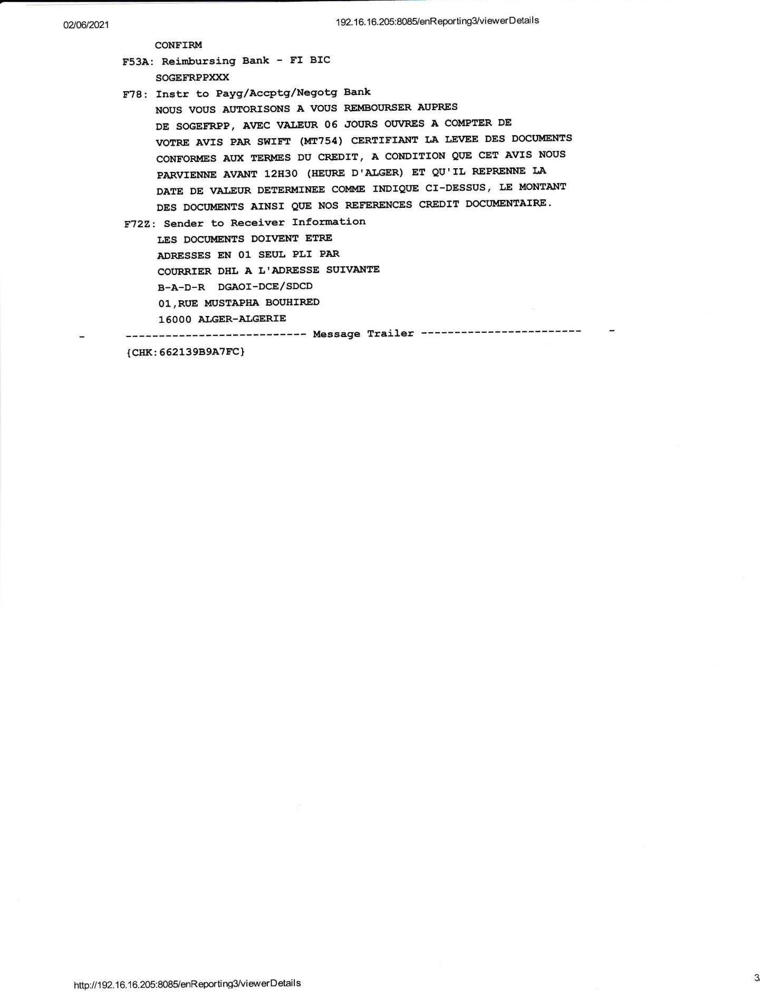 02/06/2021
192.16.16.205:8085/enReporting3/viewerDetails
CONFIRM
F53A: Reimbursing Bank - FI BIC
SOGEFRPPXXX
F78: Instr to Payg/Accptg/Negotg Bank
NOUS VOUS AUTORISONS A VOUS REMBOURSER AUPRES
DE SOGEFRPP, AVEC VALEUR 06 JOURS OUVRES A COMPTER DE
VOTRE AVIS PAR SWIFT (MT754) CERTIFIANT LA LEVEE DES DOCUMENTS
CONFORMES AUX TERMES DU CREDIT, A CONDITION QUE CET AVIS NOUS
PARVIENNE AVANT 12H30 (HEURE D'ALGER) ET QU'IL REPRENNE LA
DATE DE VALEUR DETERMINEE COMME INDIQUE CI-DESSUS, LE MONTANT
DES DOCUMENTS AINSI QUE NOS REFERENCES CREDIT DOCUMENTAIRE.
F72Z: Sender to Receiver Information
LES DOCUMENTS DOIVENT ETRE
ADRESSES EN 01 SEUL PLI PAR
COURRIER DHL A L'ADRESSE SUIVANTE
B-A-D-R  DGAOI-DCE/SDCD
01,RUE MUSTAPHA BOUHIRED
16000 ALGER-ALGERIE
- --------------------------- Message Trailer ------------------------ -
{CHK:662139B9A7FC}
http://192.16.16.205:8085/enReporting3/viewerDetails
3